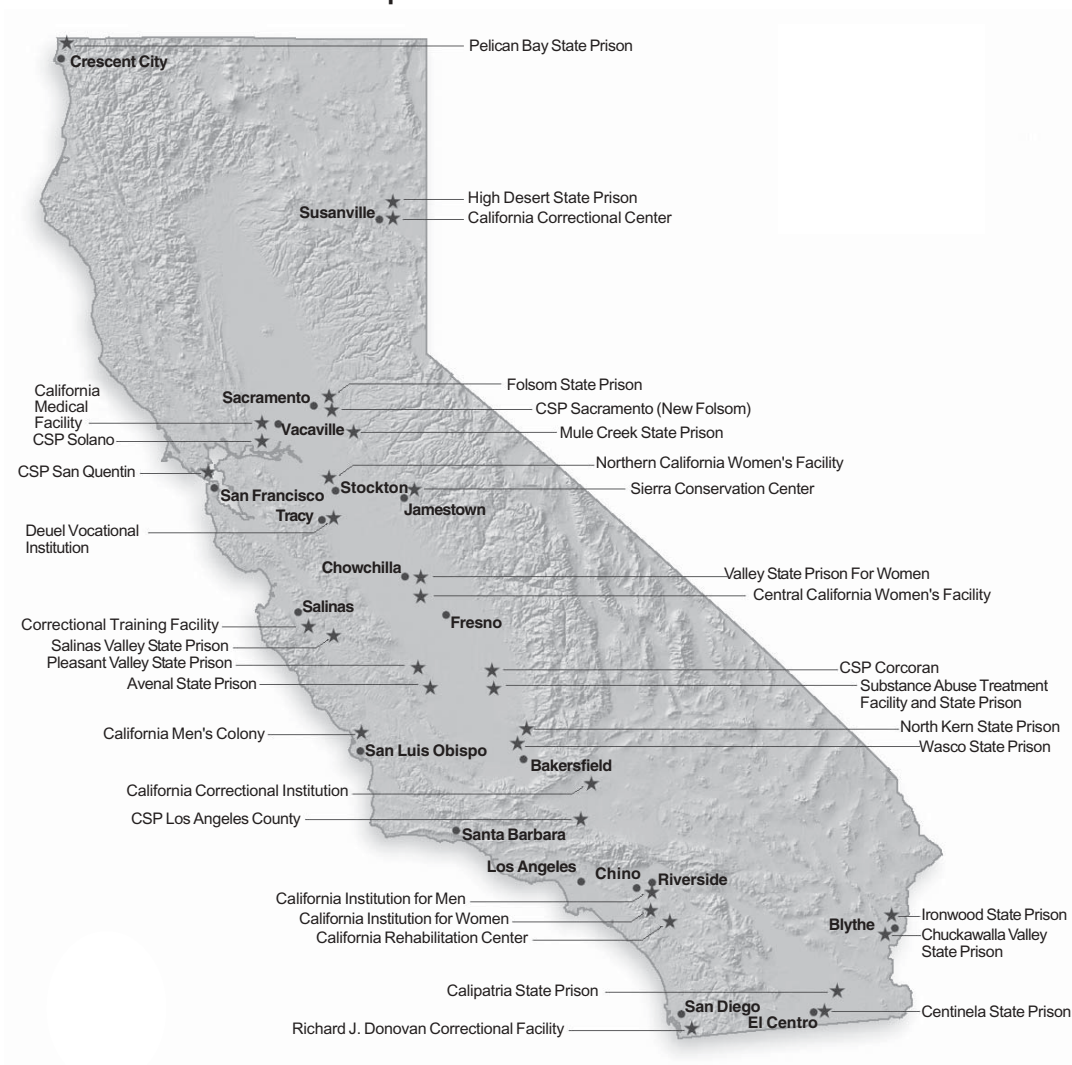 Pelican Bay State Prison
Crescent City
High Desert State Prison
Susanville
California Correctional Center
California
Medical
Facility
Folsom State Prison
Sacramento
CSP Sacramento (New Folsom)
Vacaville
Mule Creek State Prison
CSP Solano
Northern California Women's Facility
CSP San Quentin
Stockton
Sierra Conservation Center
San Francisco
Jamestown
Tracy
Deuel Vocational
Institution
Chowchilla
Valley State Prison For Women
Central California Women's Facility
Salinas
Fresno
Correctional Training Facility
Salinas Valley State Prison
Pleasant Valley State Prison
CSP Corcoran
Avenal State Prison
Substance Abuse Treatment
Facility and State Prison
North Kern State Prison
California Men's Colony
Wasco State Prison
San Luis Obispo
Bakersfield
California Correctional Institution
CSP Los Angeles County
Santa Barbara
Los Angeles
Chino
Riverside
California Institution for Men
California Institution for Women
California Rehabilitation Center
Ironwood State Prison
Blythe
Chuckawalla Valley
State Prison
Calipatria State Prison
San Diego
El Centro
Centinela State Prison
Richard J. Donovan Correctional Facility